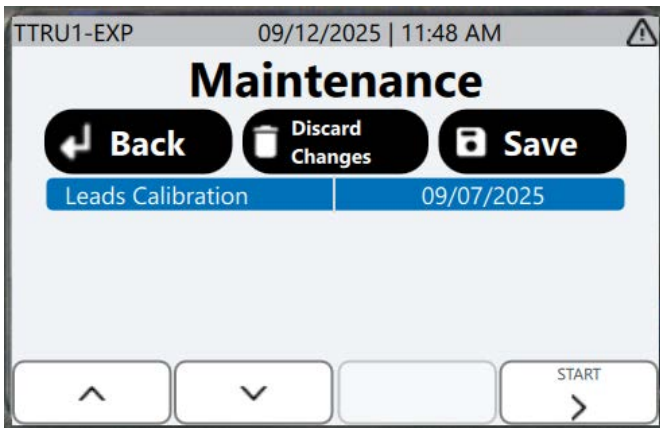 TTRU1-EXP 09/12/2025 | 11:48 AM
Maintenance
Back Discard Changes Save
Leads Calibration 09/07/2025
START